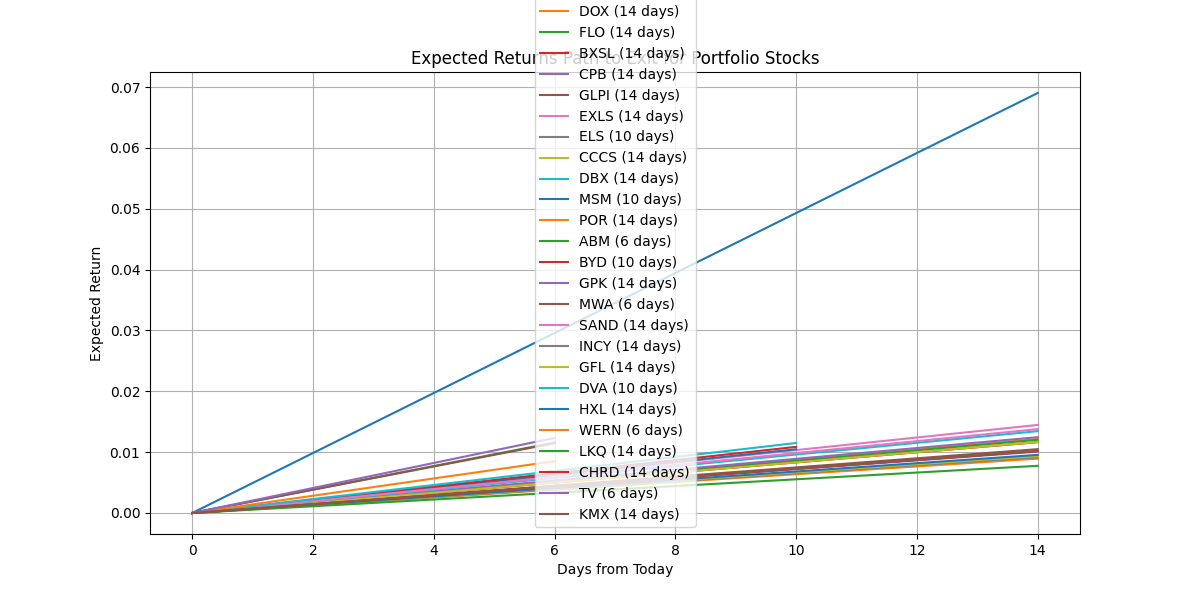 DOX (14 days)
FLO (14 days)
BXSL (14 days)
Expected Returns Path to Exit for Portfolio Stocks
CPB (14 days)
GLPI (14 days)
EXLS (14 days)
ELS (10 days)
CCCS (14 days)
DBX (14 days)
MSM (10 days)
POR (14 days)
ABM (6 days)
BYD (10 days)
GPK (14 days)
MWA (6 days)
SAND (14 days)
INCY (14 days)
GFL (14 days)
DVA (10 days)
HXL (14 days)
WERN (6 days)
LKQ (14 days)
CHRD (14 days)
TV (6 days)
KMX (14 days)
0.07
0.06
0.05
0.04
0.03
0.02
0.01
0.00
Expected Return
0 2 4 6 8 10 12 14
Days from Today